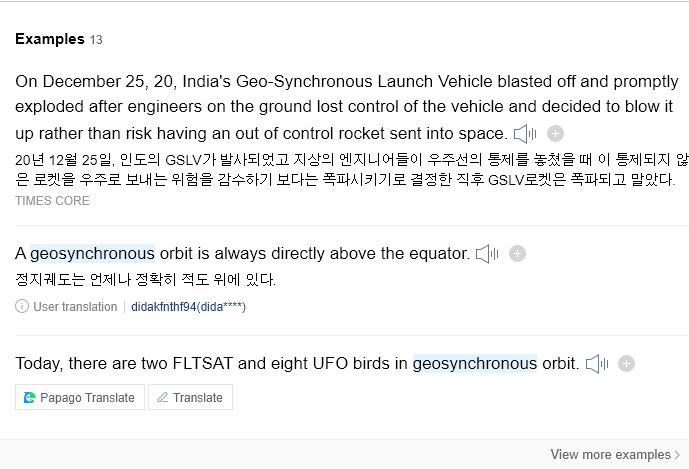 Examples 13
On December 25, 20, India's Geo-Synchronous Launch Vehicle blasted off and promptly
exploded after engineers on the ground lost control of the vehicle and decided to blow it
up rather than risk having an out of control rocket sent into space.
20년 12월 25일, 인도의 GSLV가 발사되었고 지상의 엔지니어들이 우주선의 통제를 놓쳤을 때 이 통제되지 않
은 로켓을 우주로 보내는 위험을 감수하기 보다는 폭파시키기로 결정한 직후 GSLV로켓은 폭파되고 말았다.
TIMES CORE
A geosynchronous orbit is always directly above the equator.
정지궤도는 언제나 정확히 적도 위에 있다.
User translation didakfnthf94(dida****)
Today, there are two FLTSAT and eight UFO birds in geosynchronous orbit.
Papago Translate Translate
View more examples